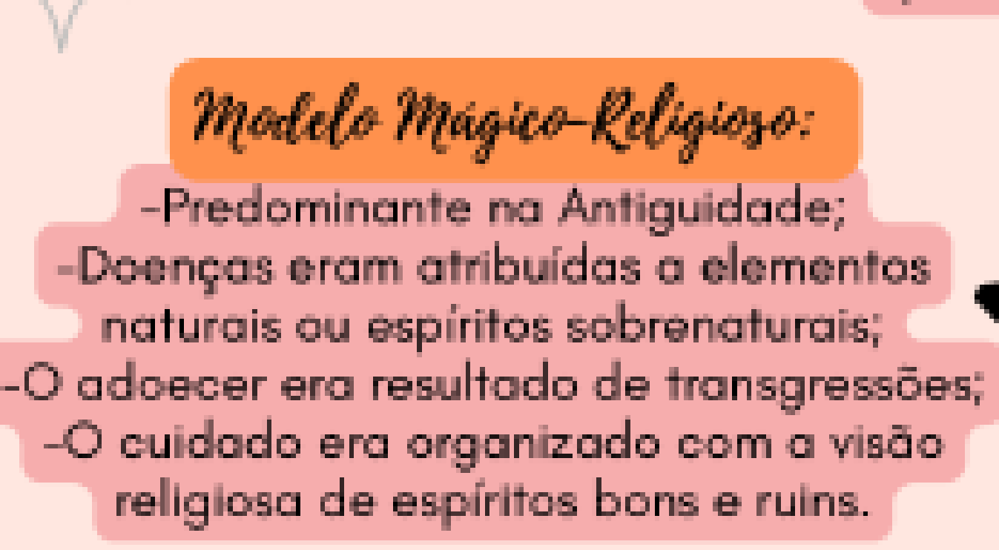 Modelo Mágico-Religioso:
-Predominante na Antiguidade;
-Doenças eram atribuídas a elementos
naturais ou espíritos sobrenaturais;
-O adoecer era resultado de transgressões;
-O cuidado era organizado com a visão
religiosa de espíritos bons e ruins.